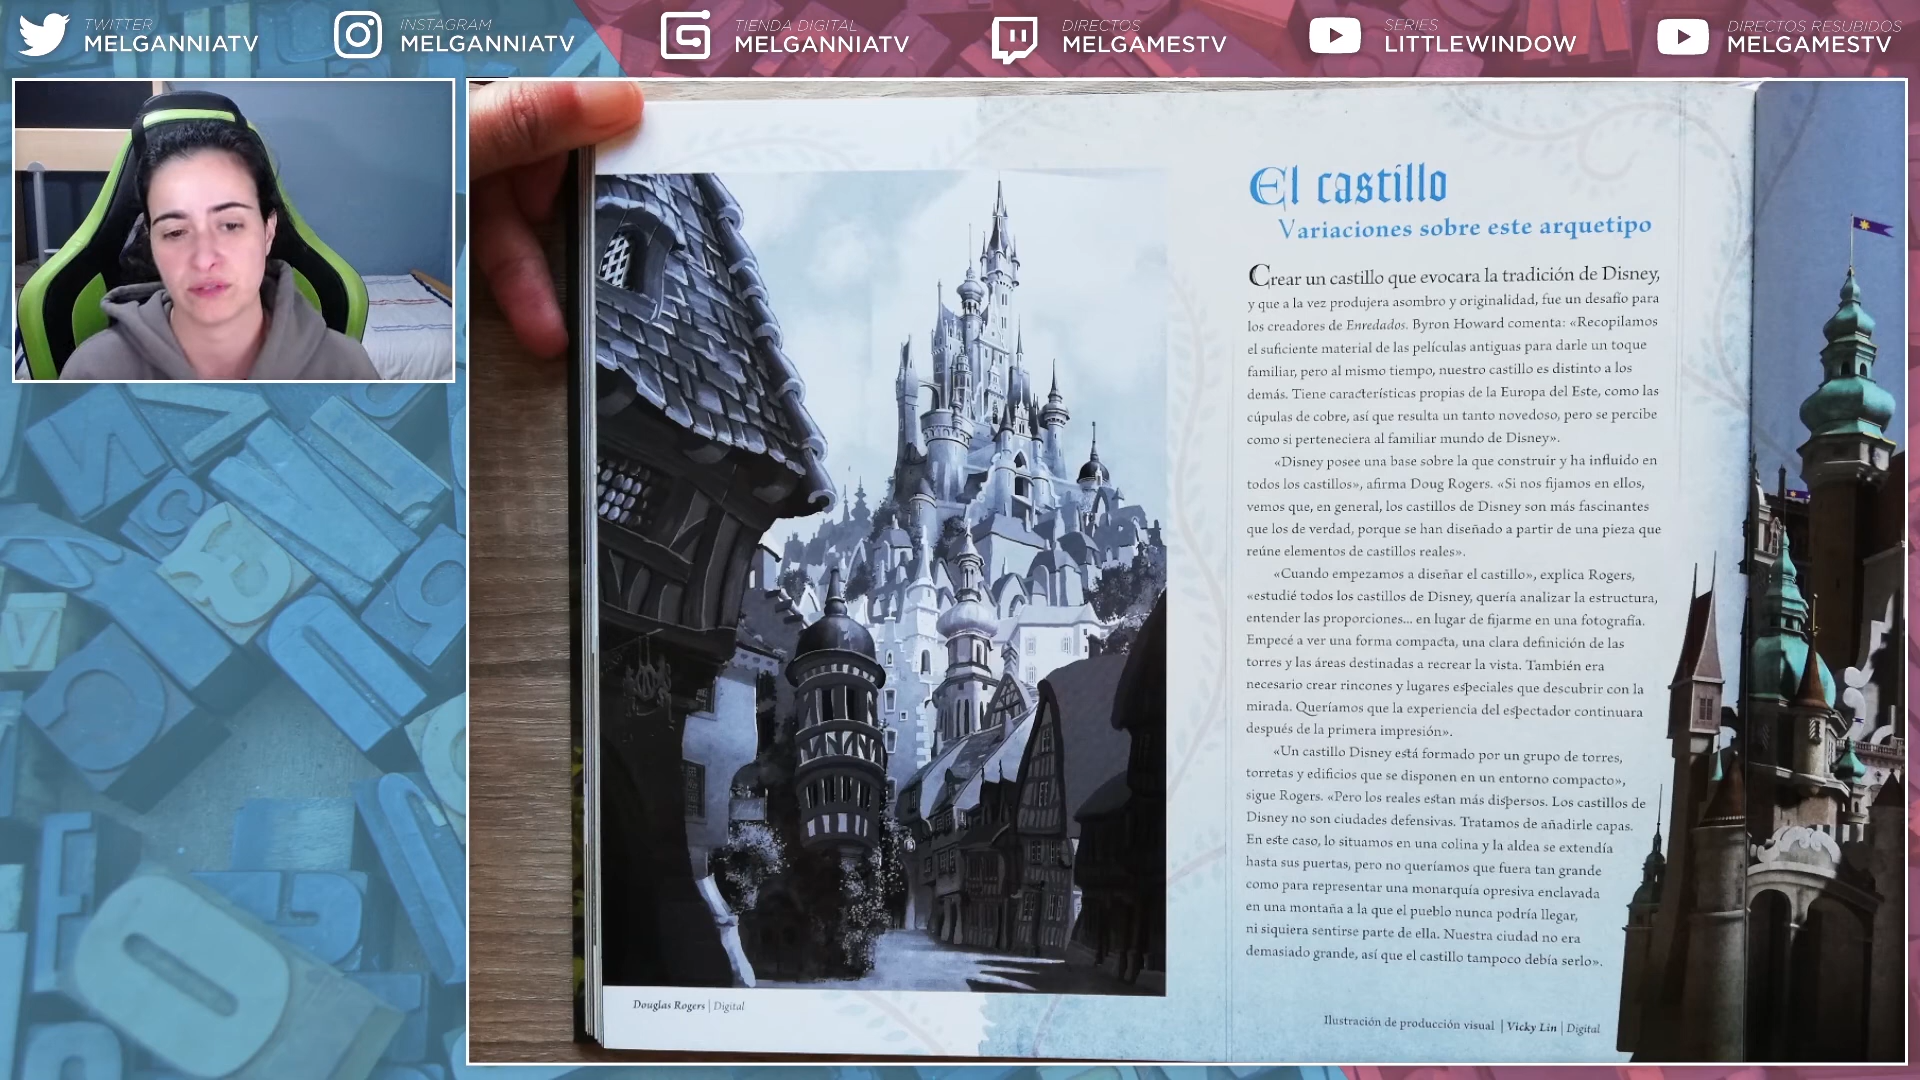 TWITTER
MELGANNIATV
INSTAGRAM
MELGANNIATV
TIENDA DIGITAL
MELGANNIATV
DIRECTOS
MELGAMESTV
SERIES
LITTLEWINDOW
DIRECTOS RESUBIDOS
MELGAMESTV
El castillo
Variaciones sobre este arquetipo
Crear un castillo que evocara la tradición de Disney,
y que a la vez produjera asombro y originalidad, fue un desafío para
los creadores de Enredados. Byron Howard comenta: «Recopilamos
el suficiente material de las películas antiguas para darle un toque
familiar, pero al mismo tiempo, nuestro castillo es distinto a los
demás. Tiene características propias de la Europa del Este, como las
cúpulas de cobre, así que resulta un tanto novedoso, pero se percibe
como si perteneciera al familiar mundo de Disney».
«Disney posee una base sobre la que construir y ha influido en
todos los castillos», afirma Doug Rogers. «Si nos fijamos en ellos,
vemos que, en general, los castillos de Disney son más fascinantes
que los de verdad, porque se han diseñado a partir de una pieza que
reúne elementos de castillos reales».
«Cuando empezamos a diseñar el castillo», explica Rogers,
«estudié todos los castillos de Disney, quería analizar la estructura,
entender las proporciones... en lugar de fijarme en una fotografía.
Empecé a ver una forma compacta, una clara definición de las
torres y las áreas destinadas a recrear la vista. También era
necesario crear rincones y lugares especiales que descubrir con la
mirada. Queríamos que la experiencia del espectador continuara
después de la primera impresión».
«Un castillo Disney está formado por un grupo de torres,
torretas y edificios que se disponen en un entorno compacto»,
sigue Rogers. «Pero los reales estan más dispersos. Los castillos de
Disney no son ciudades defensivas. Tratamos de añadirle capas.
En este caso, lo situamos en una colina y la aldea se extendía
hasta sus puertas, pero no queríamos que fuera tan grande
como para representar una monarquía opresiva enclavada
en una montaña a la que el pueblo nunca podría llegar,
ni siquiera sentirse parte de ella. Nuestra ciudad no era
demasiado grande, así que el castillo tampoco debía serlo».
Douglas Rogers | Digital
Ilustración de producción visual | Vicky Lin | Digital